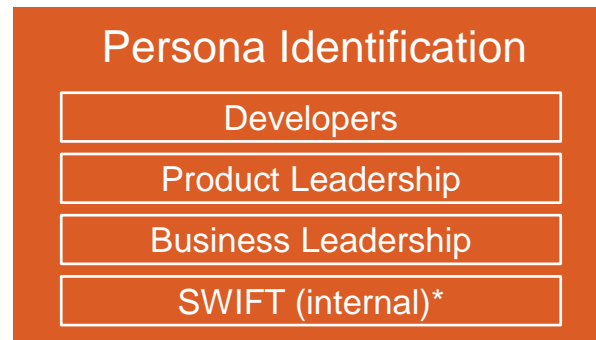 Persona Identification
Developers
Product Leadership
Business Leadership
SWIFT (internal)*